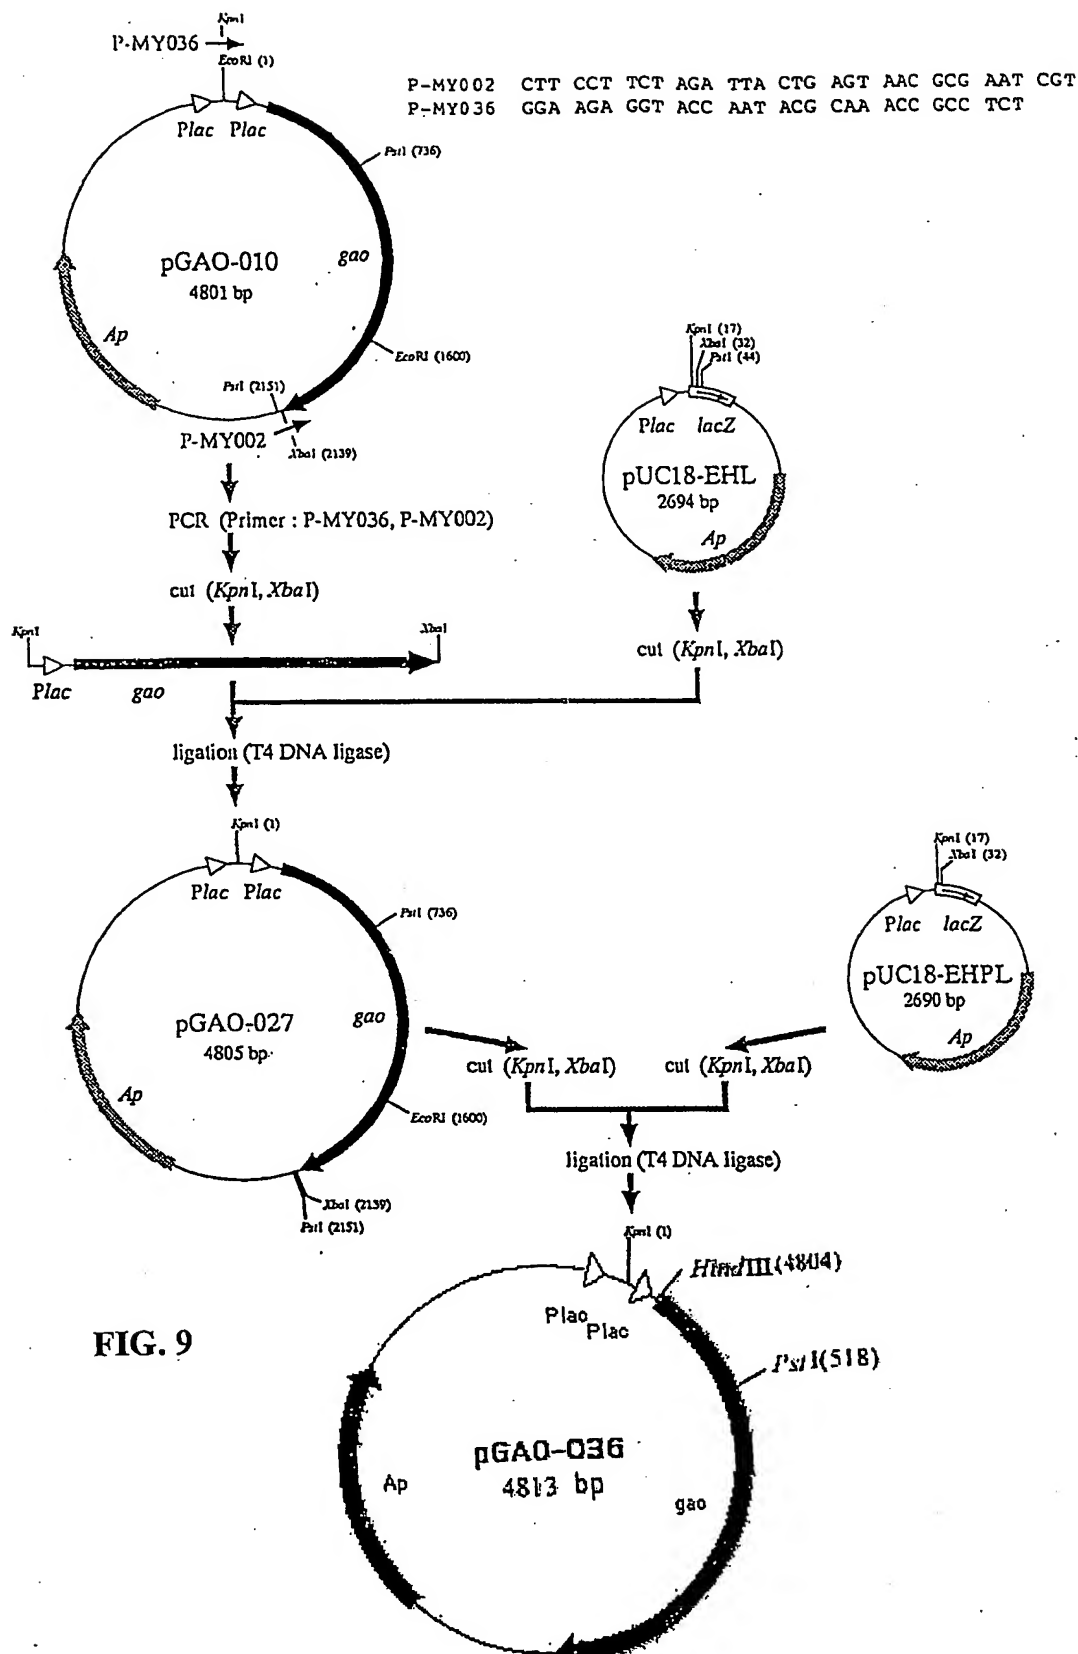 KpnI
P-MY036
EcoRI (1)
P-MY002 CTT CCT TCT AGA TTA CTG AGT AAC GCG AAT CGT
P-MY036 GGA AGA GGT ACC AAT ACG CAA ACC GCC TCT
Plac Plac
PstI (736)
pGAO-010
4801 bp
gao
Ap
EcoRI (1600)
PstI (2151)
P-MY002
XbaI (2139)
KpnI (17)
XbaI (32)
PstI (44)
Plac lacZ
pUC18-EHL
2694 bp
Ap
PCR (Primer : P-MY036, P-MY002)
cut (KpnI, XbaI)
KpnI
XbaI
Plac gao
cut (KpnI, XbaI)
ligation (T4 DNA ligase)
KpnI (1)
Plac Plac
PstI (736)
pGAO-027
4805 bp
gao
Ap
EcoRI (1600)
XbaI (2139)
PstI (2151)
KpnI (17)
XbaI (32)
Plac lacZ
pUC18-EHPL
2690 bp
Ap
cut (KpnI, XbaI) cut (KpnI, XbaI)
ligation (T4 DNA ligase)
KpnI (1)
HindIII(4804)
Plac
Plac
FIG. 9
PstI(518)
pGAO-036
4813 bp
Ap
gao